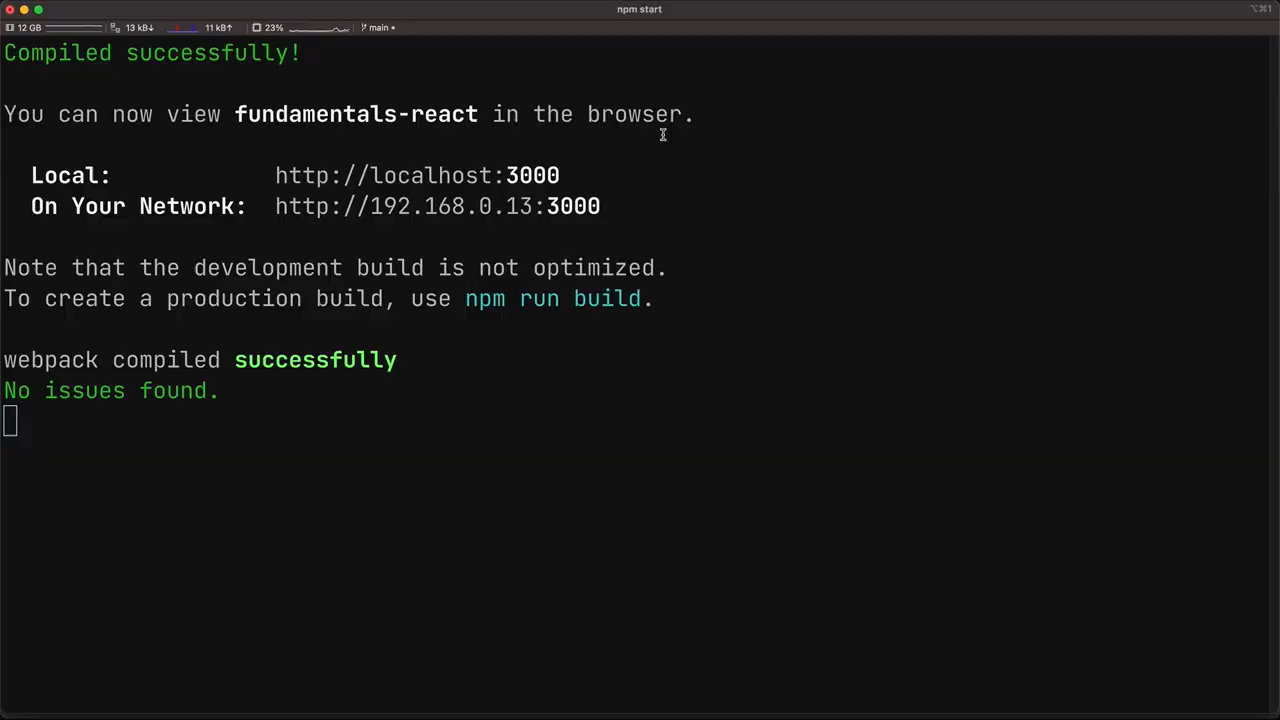 npm start
⌥⌘1
12 GB
13 kB↓
11 kB↑
23%
main
Compiled successfully!
You can now view fundamentals-react in the browser.
Local: http://localhost:3000
On Your Network: http://192.168.0.13:3000
Note that the development build is not optimized.
To create a production build, use npm run build.
webpack compiled successfully
No issues found.